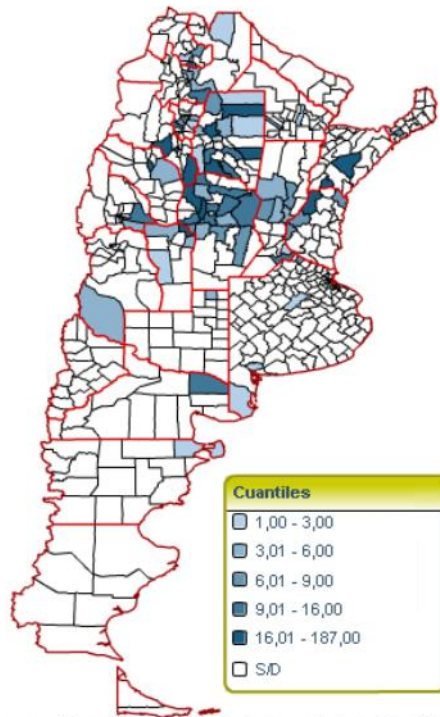 Cuantiles
1,00 - 3,00
3,01 - 6,00
6,01 - 9,00
9,01 - 16,00
16,01 - 187,00
S/D